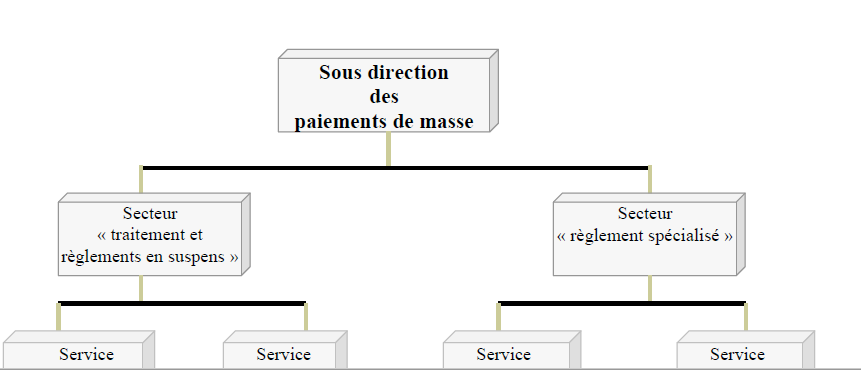 Sous direction
des
paiements de masse
Secteur
« traitement et
règlements en suspens »
Secteur
« règlement spécialisé »
Service
Service
Service
Service